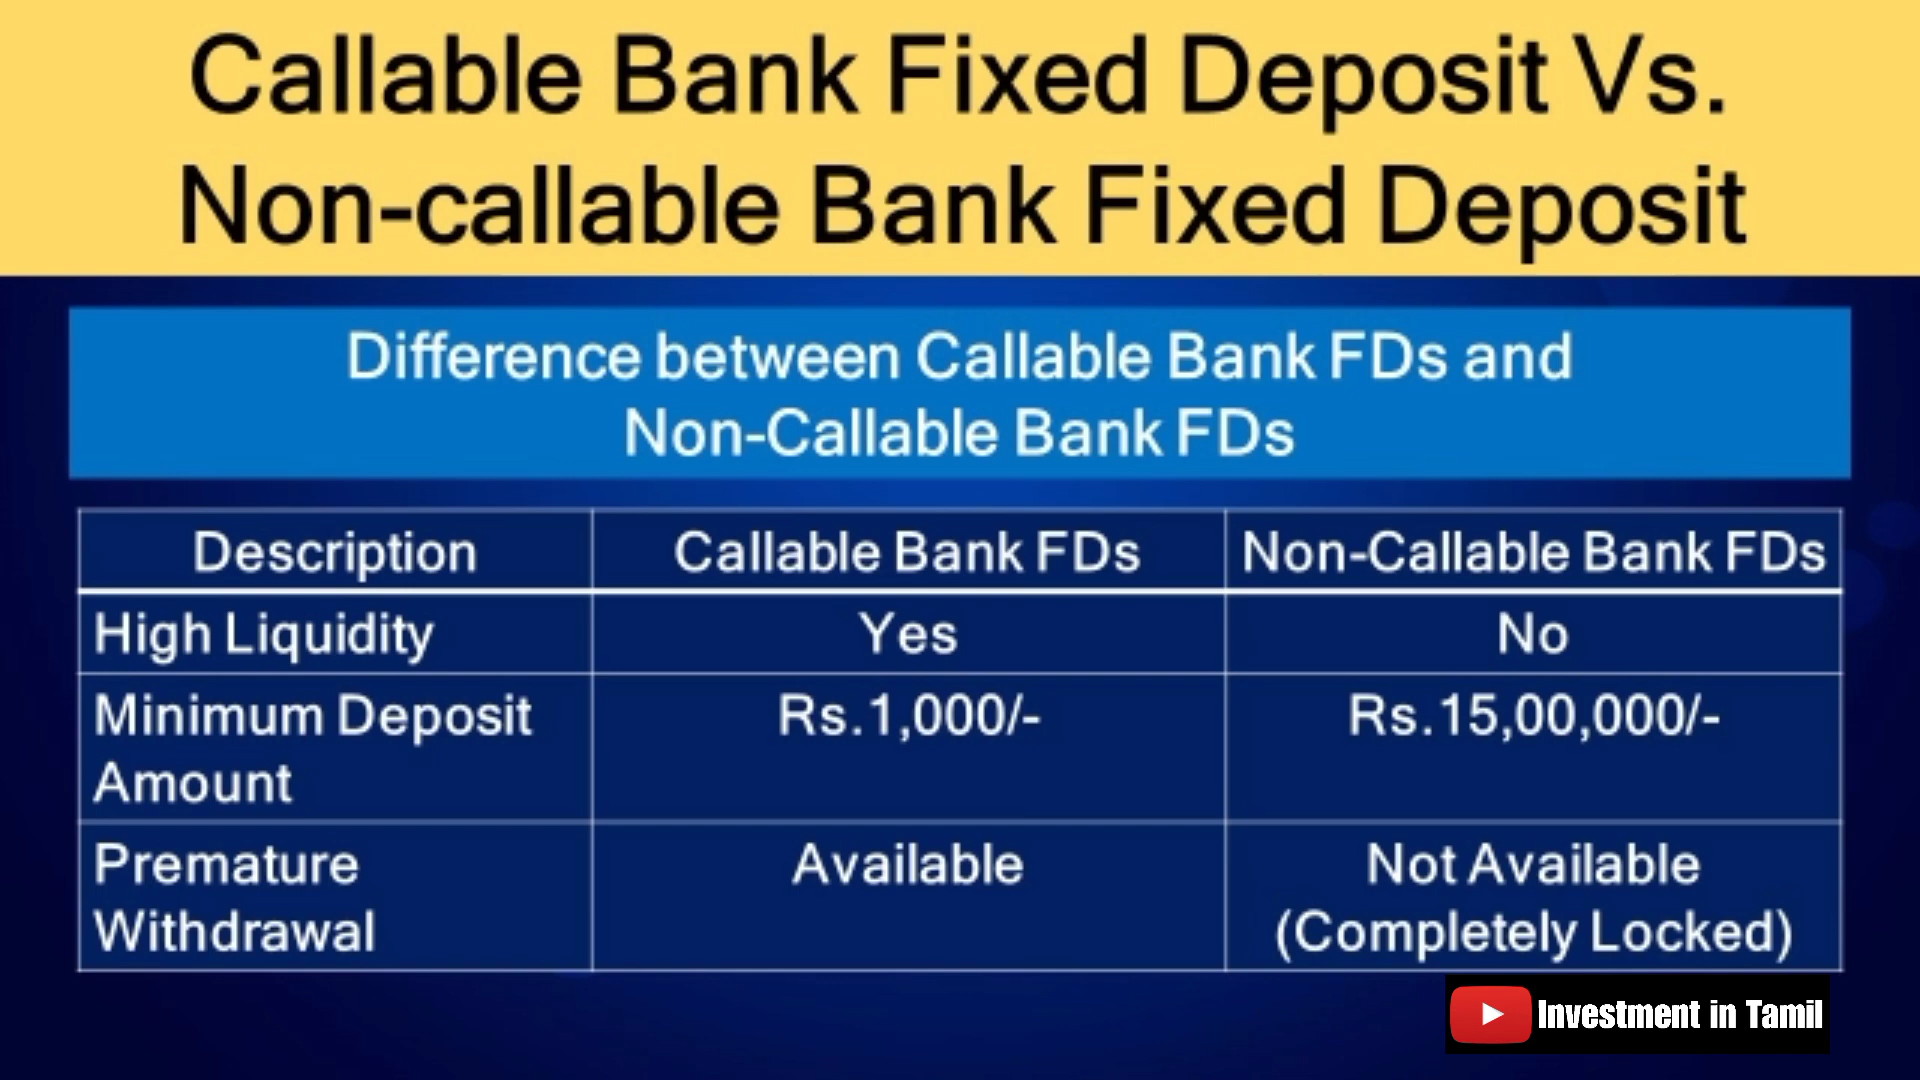 Callable Bank Fixed Deposit Vs.
Non-callable Bank Fixed Deposit
Difference between Callable Bank FDs and
Non-Callable Bank FDs
Description Callable Bank FDs Non-Callable Bank FDs
High Liquidity Yes No
Minimum Deposit Rs.1,000/- Rs.15,00,000/-
Amount
Premature Available Not Available
Withdrawal (Completely Locked)
Investment in Tamil